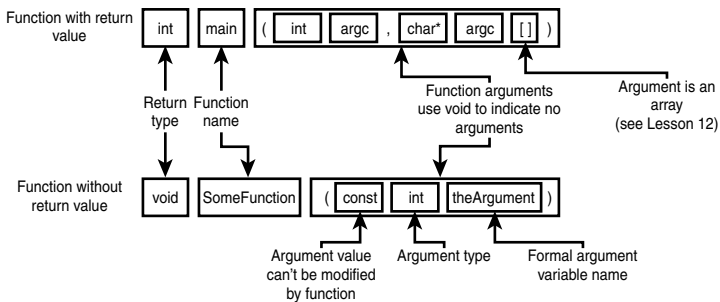 Function with return
value
int main ( int argc , char* argc [ ] )
Return
type
Function
name
Function arguments
use void to indicate no
arguments
Argument is an
array
(see Lesson 12)
Function without
return value
void SomeFunction ( const int theArgument )
Argument value
can't be modified
by function
Argument type
Formal argument
variable name